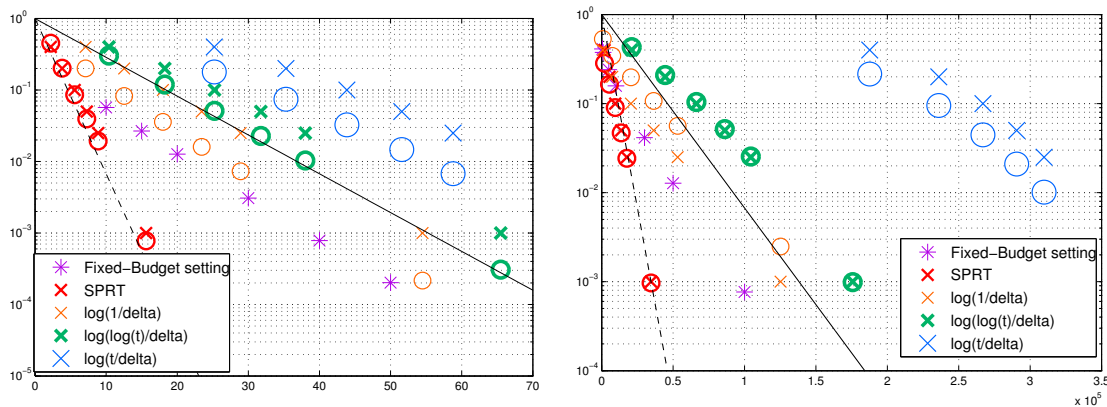 10^0
10^-1
10^-2
10^-3
10^-4
10^-5
0 10 20 30 40 50 60 70
Fixed−Budget setting
SPRT
log(1/delta)
log(log(t)/delta)
log(t/delta)
10^0
10^-1
10^-2
10^-3
10^-4
0 0.5 1 1.5 2 2.5 3 3.5
x 10^5
Fixed−Budget setting
SPRT
log(1/delta)
log(log(t)/delta)
log(t/delta)